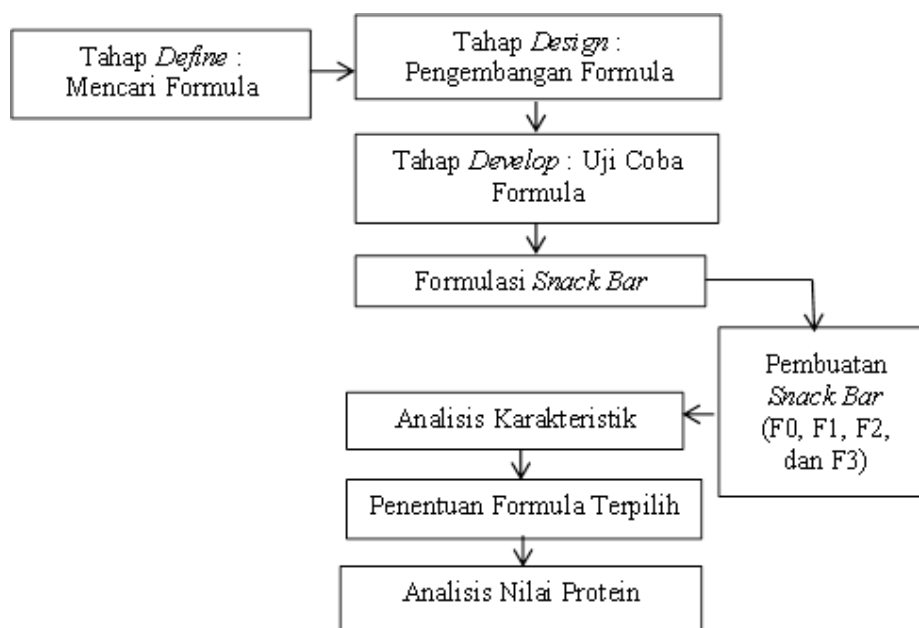 Tahap Define :
Mencari Formula
Tahap Design :
Pengembangan Formula
Tahap Develop : Uji Coba
Formula
Formulasi Snack Bar
Pembuatan
Snack Bar
(F0, F1, F2,
dan F3)
Analisis Karakteristik
Penentuan Formula Terpilih
Analisis Nilai Protein